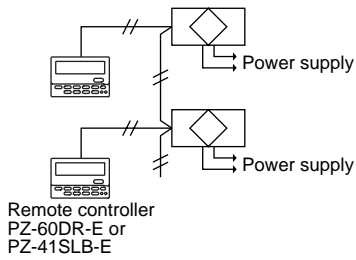 Power supply
Power supply
Remote controller
PZ-60DR-E or
PZ-41SLB-E